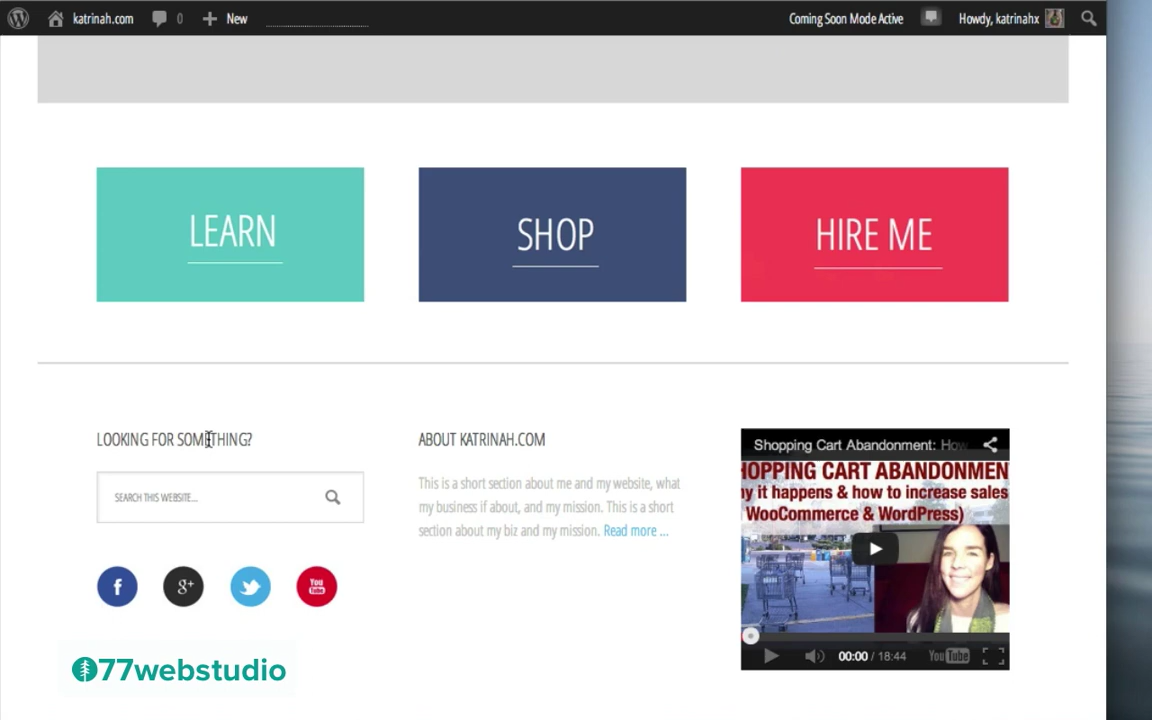 katrinah.com 0 New Coming Soon Mode Active Howdy, katrinahx
LEARN SHOP HIRE ME
LOOKING FOR SOMETHING?
SEARCH THIS WEBSITE...
f g+ You Tube
ABOUT KATRINAH.COM
This is a short section about me and my website, what
my business if about, and my mission. This is a short
section about my biz and my mission. Read more ...
Shopping Cart Abandonment: How
HOPPING CART ABANDONMEN
y it happens & how to increase sales
WooCommerce & WordPress)
00:00 / 18:44 YouTube
77webstudio